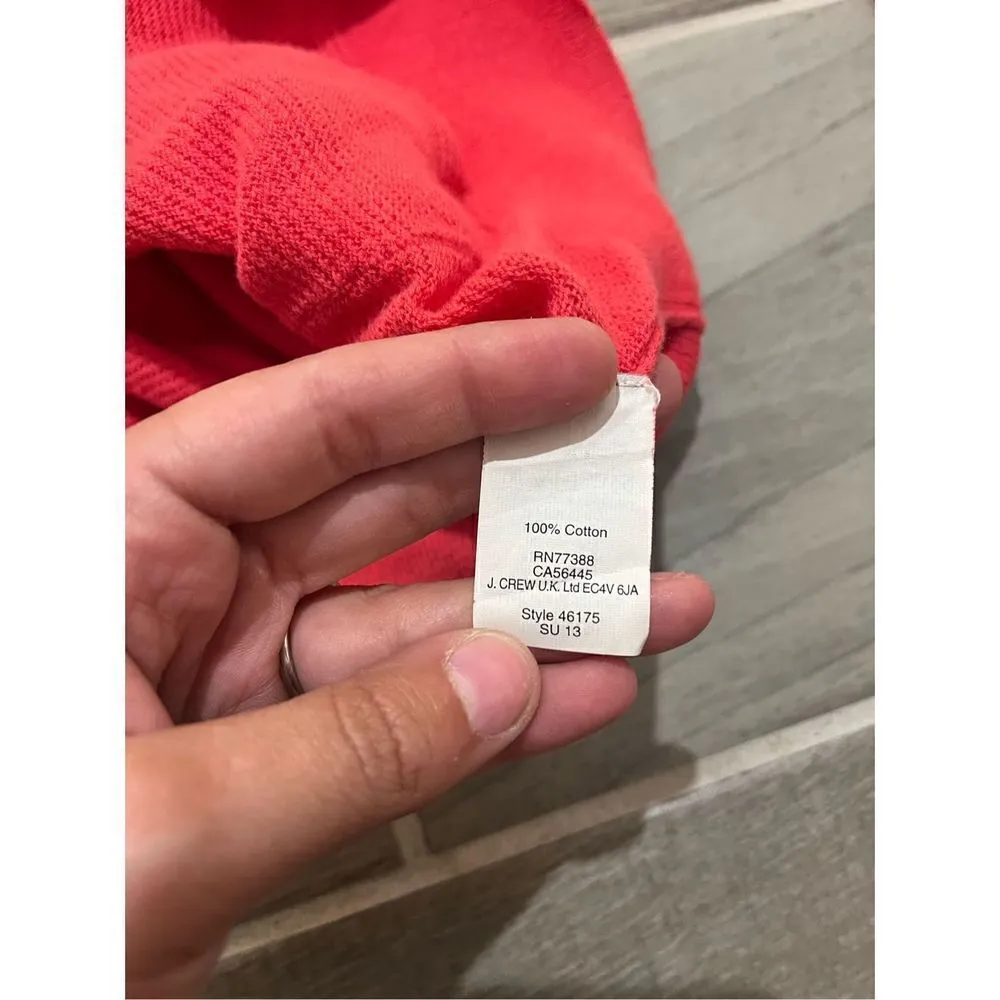 100% Cotton
RN77388
CA56445
J. CREW U.K. Ltd EC4V 6JA
Style 46175
SU 13